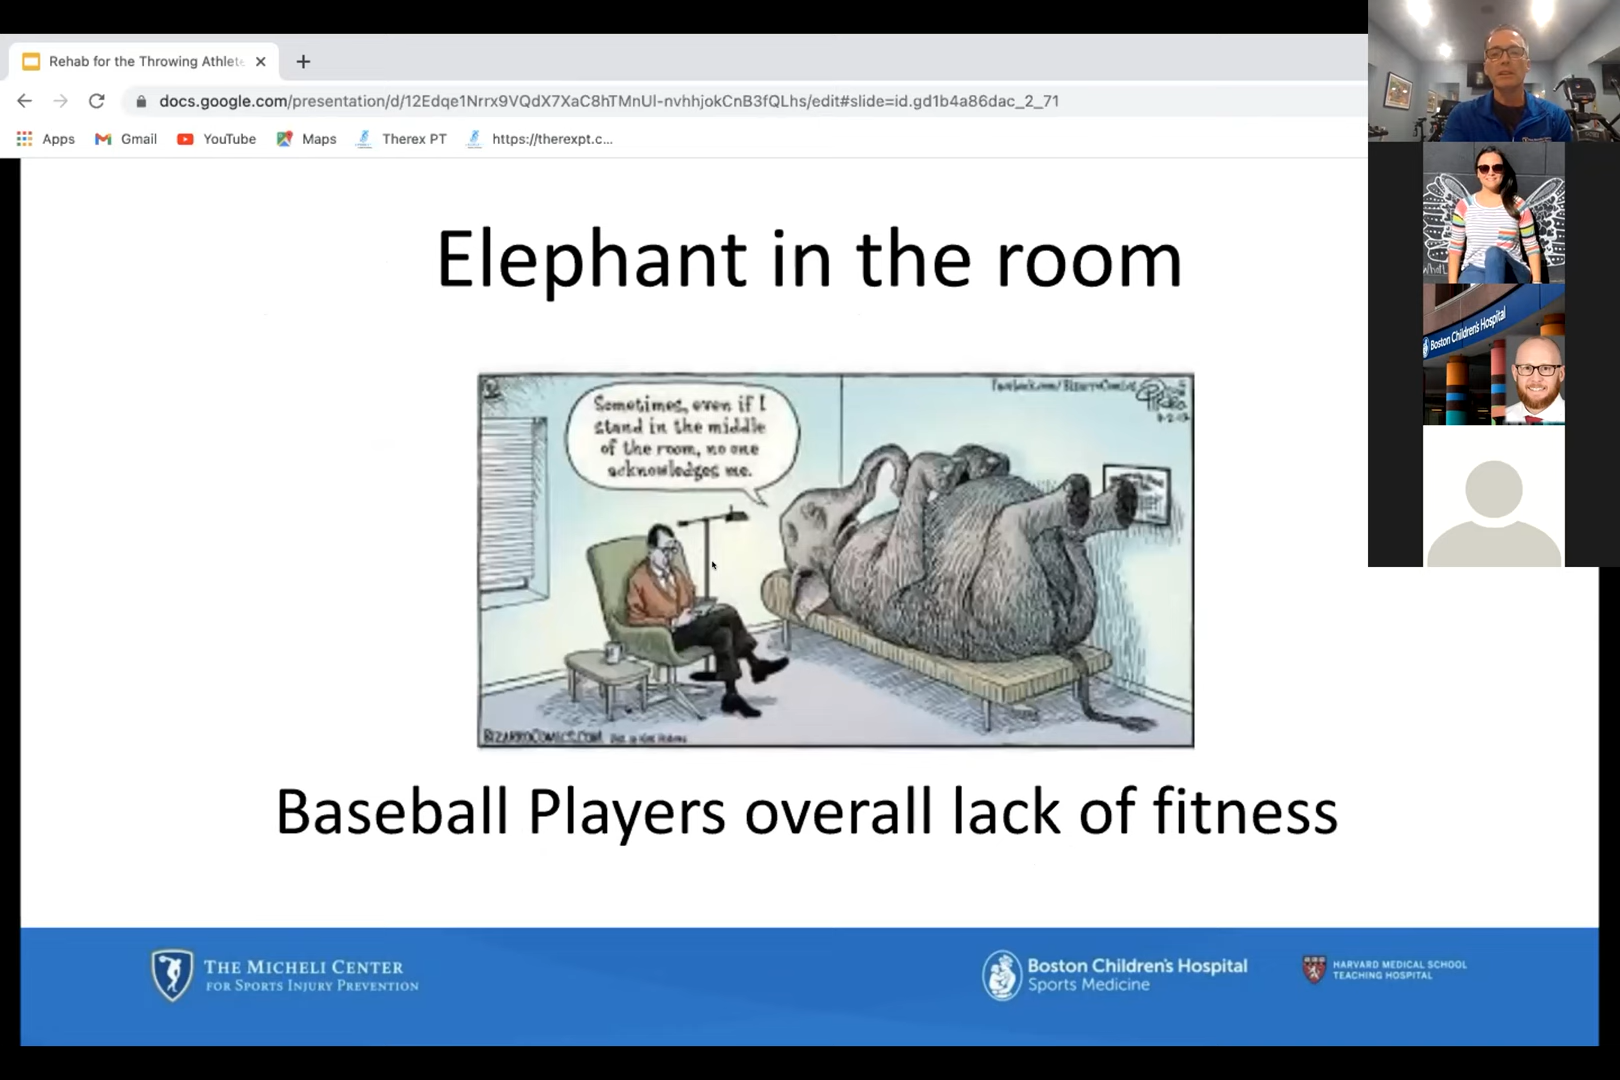 Rehab for the Throwing Athlet
docs.google.com/presentation/d/12Edqe1Nrrx9VQdX7XaC8hTMnUl-nvhhjokCnB3fQLhs/edit#slide=id.gd1b4a86dac_2_71
Apps Gmail YouTube Maps Therex PT https://therexpt.c...
Elephant in the room
Sometimes, even if I
stand in the middle
of the room, no one
acknowledges me.
Facebook.com/BizarroComics
BIZARROCOMICS.COM
Baseball Players overall lack of fitness
THE MICHELI CENTER
FOR SPORTS INJURY PREVENTION
Boston Children's Hospital
Sports Medicine
HARVARD MEDICAL SCHOOL
TEACHING HOSPITAL
Boston Children's Hospital